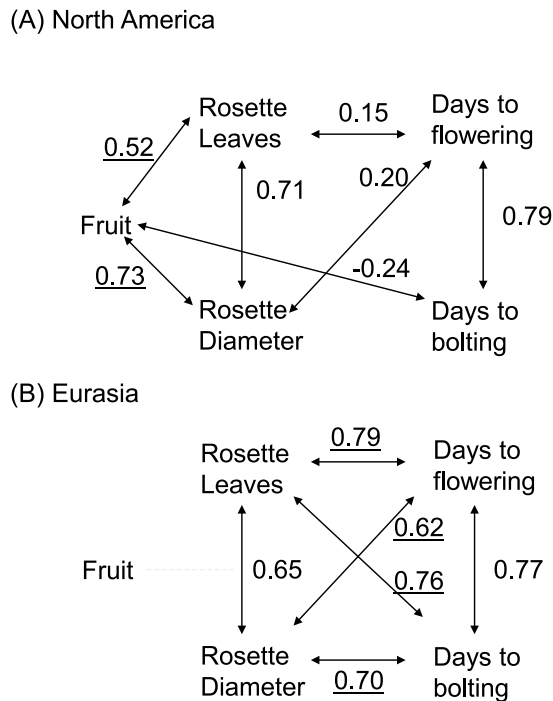 (A) North America
Rosette
Leaves
0.15
Days to
flowering
0.52
0.71
0.20
0.79
Fruit
0.73
-0.24
Rosette
Diameter
Days to
bolting
(B) Eurasia
Rosette
Leaves
0.79
Days to
flowering
0.62
Fruit
0.65
0.76
0.77
Rosette
Diameter
0.70
Days to
bolting